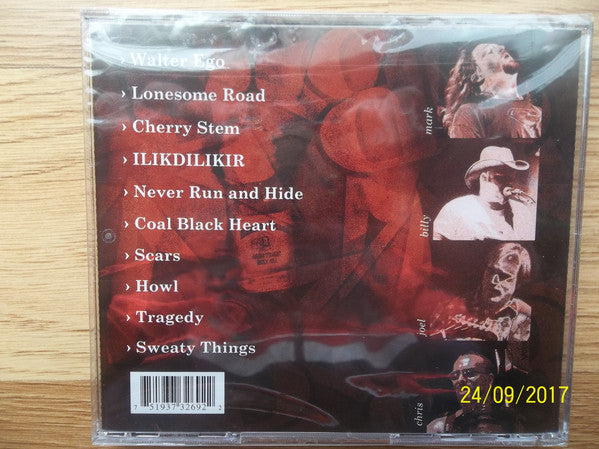 › Walter Ego
› Lonesome Road
› Cherry Stem
› ILIKDILIKIR
› Never Run and Hide
› Coal Black Heart
› Scars
› Howl
› Tragedy
› Sweaty Things
mark
billy
joel
chris
7 51937 32692 2
24/09/2017